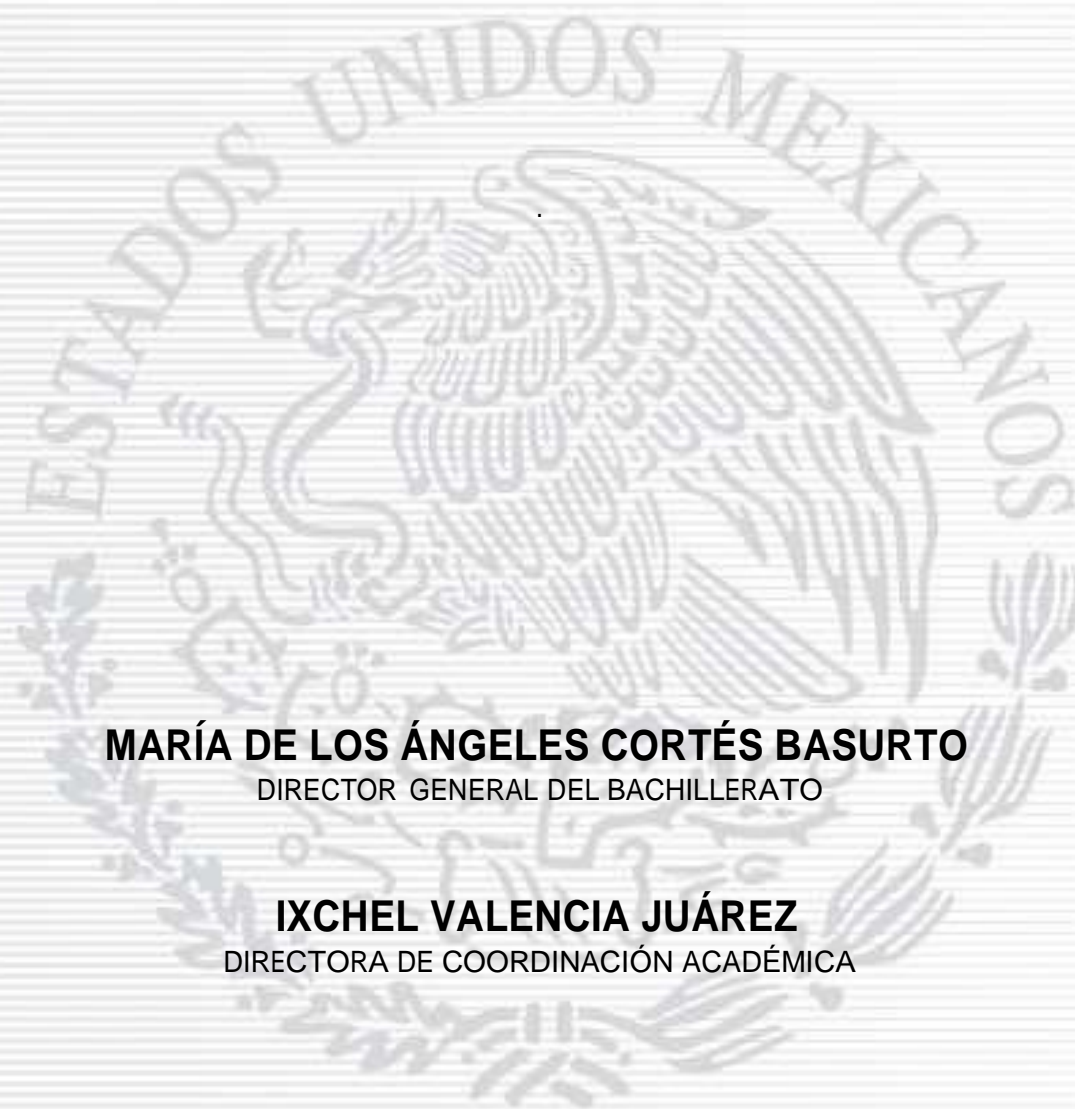 ESTADOS UNIDOS MEXICANOS
.
MARÍA DE LOS ÁNGELES CORTÉS BASURTO
DIRECTOR GENERAL DEL BACHILLERATO
IXCHEL VALENCIA JUÁREZ
DIRECTORA DE COORDINACIÓN ACADÉMICA